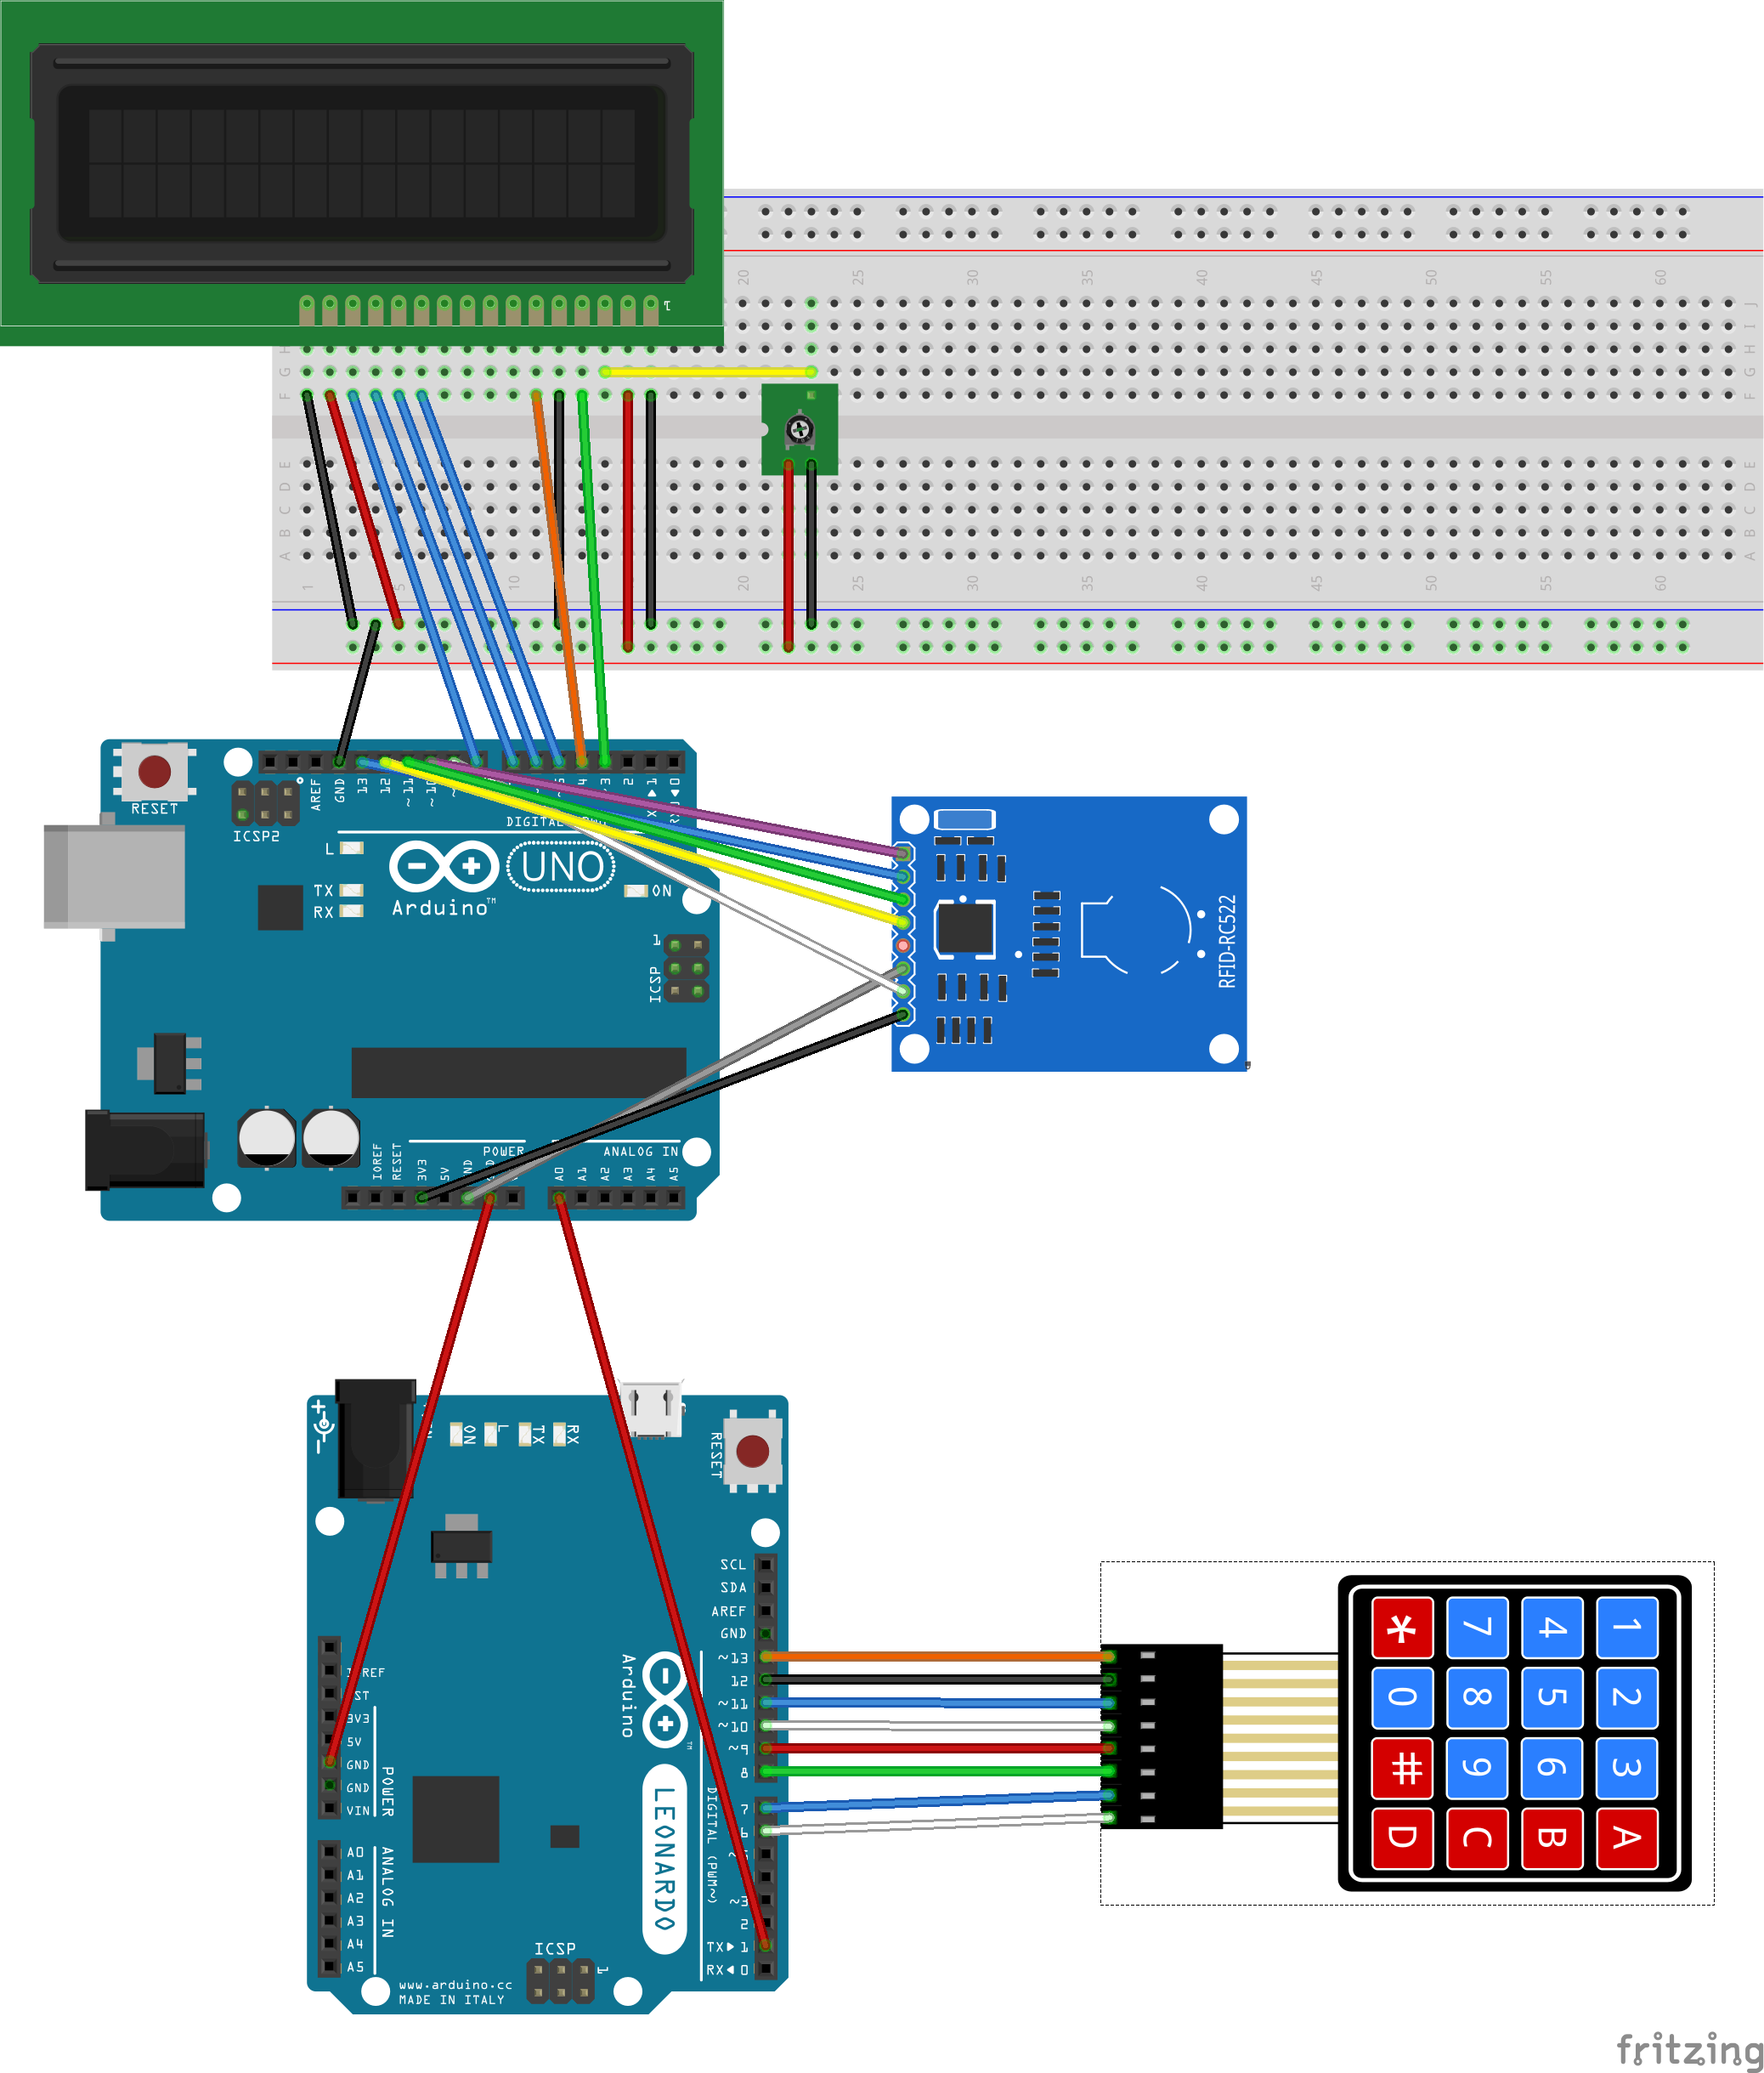 1
20 25 30 35 40 45 50 55 60
J
I
H H
G G
F F
E E
D D
C C
B B
A A
1 5 10 20 25 30 35 40 45 50 55 60
RESET
ICSP2
AREF
GND
13
12
~11
~10
4
~3
2
L
TX
RX
UNO
Arduino™
ON
1
ICSP
RFID-RC522
IOREF
RESET
3V3
5V
POWER
ANALOG IN
A0
A1
A2
A3
A4
A5
+
-
ON
L
TX
RX
RESET
SCL
SDA
AREF
GND
~13
12
~11
~10
~9
8
7
6
~3
2
TX▶ 1
RX◀ 0
Arduino™
LEONARDO
DIGITAL (PWM~)
3V3
5V
GND
GND
VIN
POWER
A0
A1
A2
A3
A4
A5
ANALOG IN
ICSP
1
www.arduino.cc
MADE IN ITALY
* 7 4 1
0 8 5 2
# 9 6 3
D C B A
fritzing